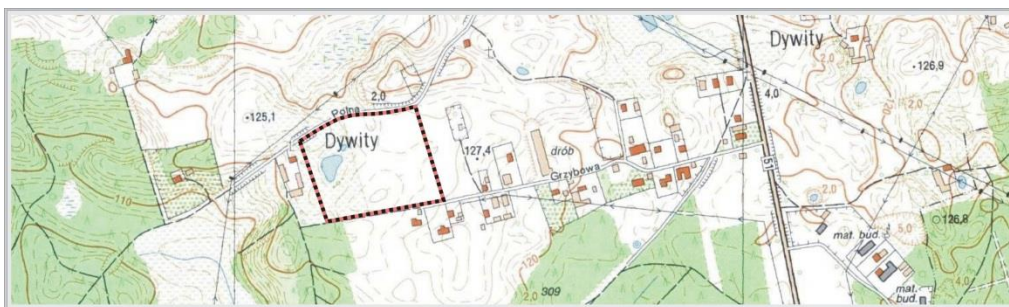 Dywity
126,9
4,0
2,0
2,0
Polna
125,1
Dywity
127,4
drób
Grzybowa
51
110
2,0
126,8
5,0
mat. bud.
120
309
2,0
4,0
mat.
bud.